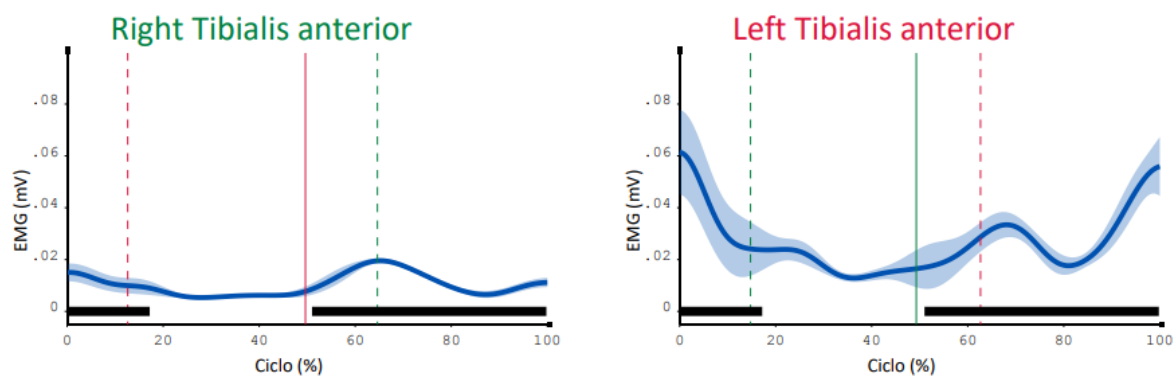 Right Tibialis anterior
.08
.06
.04
.02
0
EMG (mV)
0 20 40 60 80 100
Ciclo (%)
Left Tibialis anterior
.08
.06
.04
.02
0
EMG (mV)
0 20 40 60 80 100
Ciclo (%)